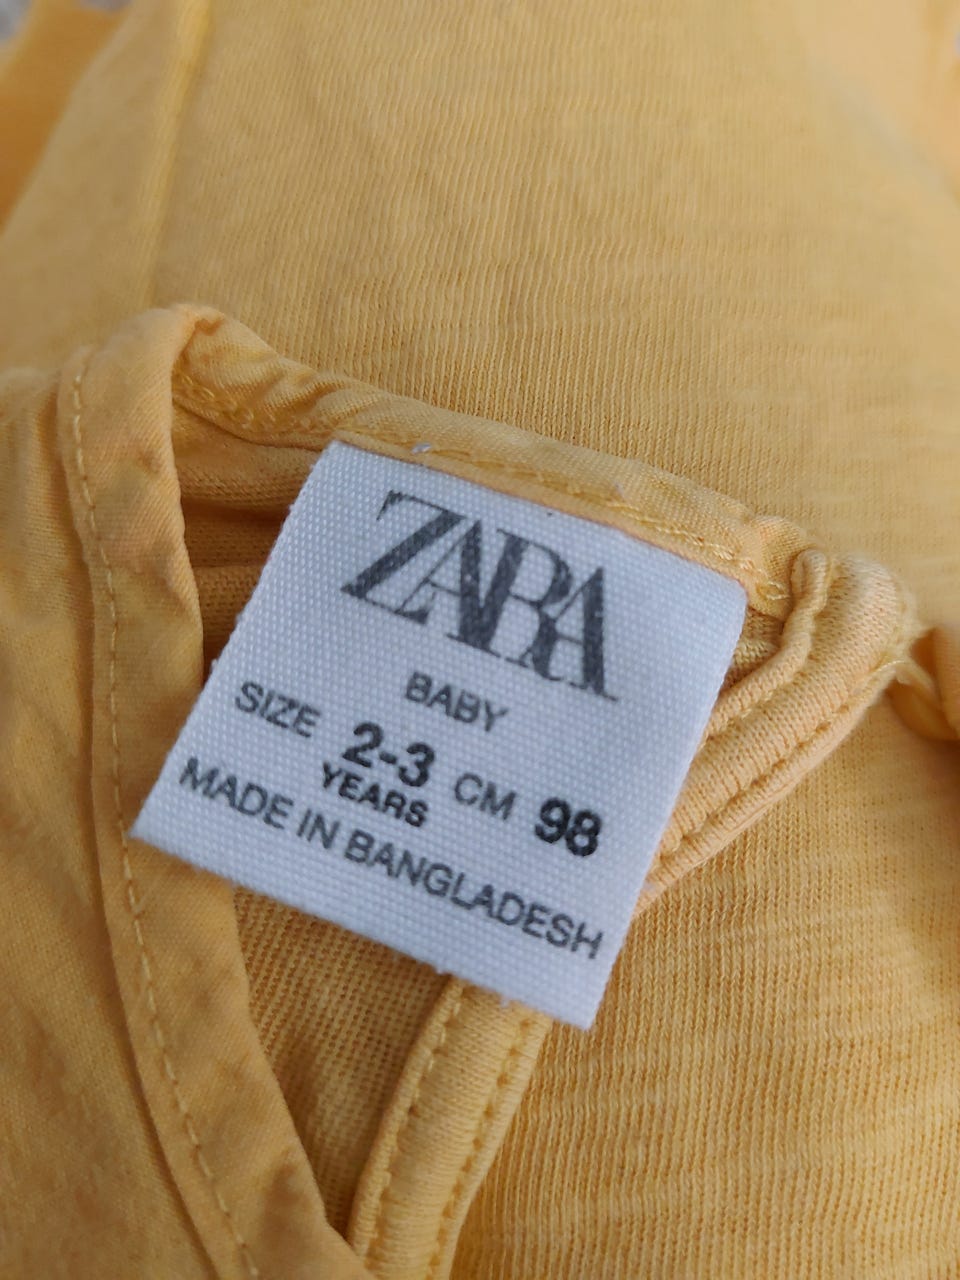 ZARA
BABY
SIZE 2-3 YEARS CM 98
MADE IN BANGLADESH